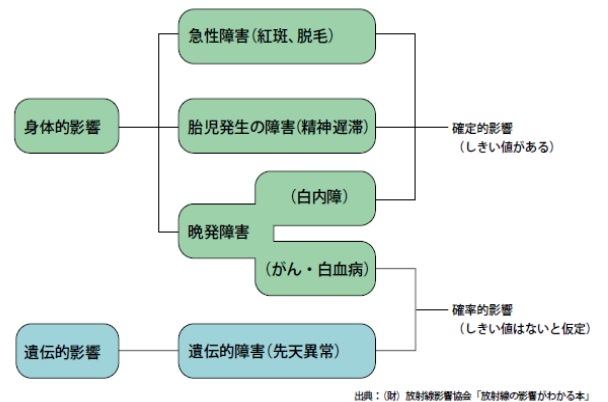 急性障害(紅斑、脱毛)
身体的影響
胎児発生の障害(精神遅滞)
確定的影響
(しきい値がある)
(白内障)
晩発障害
(がん・白血病)
確率的影響
(しきい値はないと仮定)
遺伝的影響
遺伝的障害(先天異常)
出典:(財)放射線影響協会「放射線の影響がわかる本」